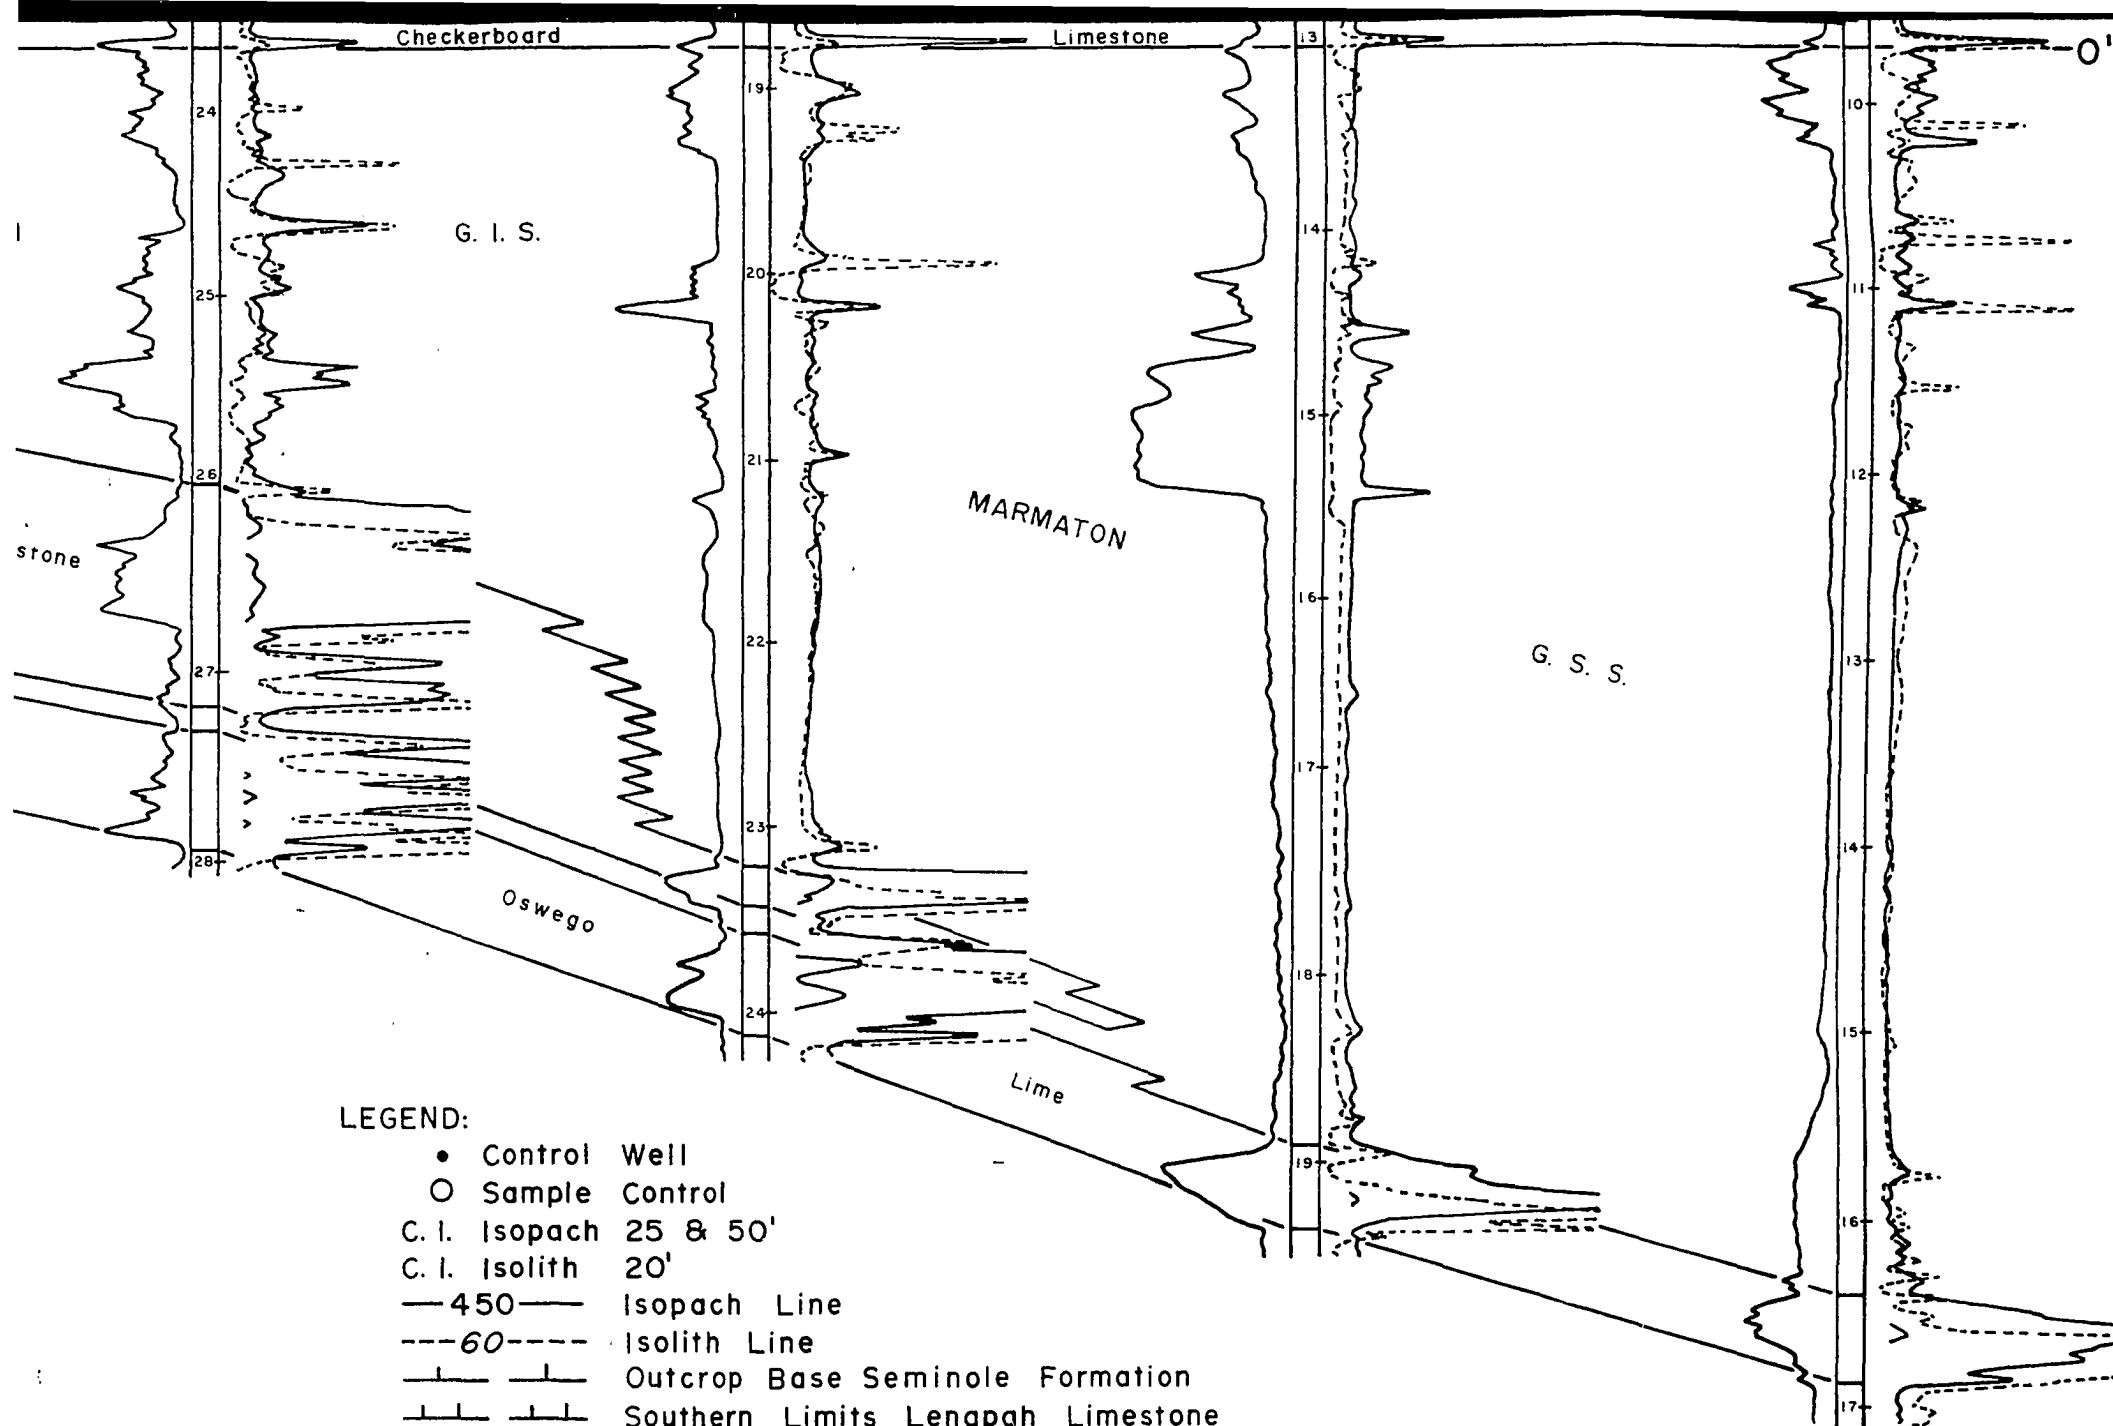 Checkerboard Limestone
13
O'
24
19
10
G. I. S.
14
25
20
11
15
26
21
12
MARMATON
stone
16
27
22
13
G. S. S.
17
23
14
28
Oswego
18
24
15
Lime
19
16
17
LEGEND:
Control Well
Sample Control
C. I. Isopach 25 & 50'
C. I. Isolith 20'
450 Isopach Line
60 Isolith Line
Outcrop Base Seminole Formation
Southern Limits Lenapah Limestone